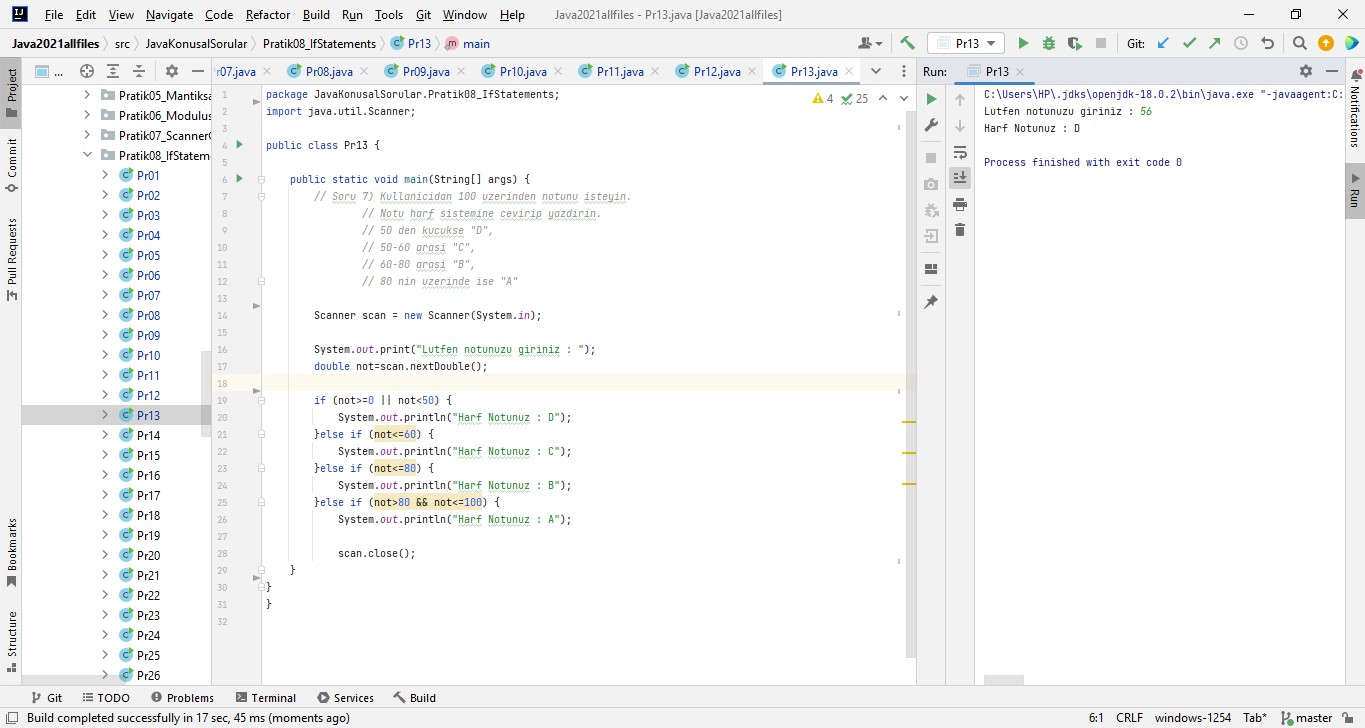 File Edit View Navigate Code Refactor Build Run Tools Git Window Help Java2021allfiles - Pr13.java [Java2021allfiles]
Java2021allfiles src JavaKonusalSorular Pratik08_IfStatements Pr13 main Pr13 Git:
Project
Commit
Pull Requests
Bookmarks
Structure
...
Pratik05_Mantiksa
Pratik06_Modulus
Pratik07_Scanner
Pratik08_IfStatem
Pr01
Pr02
Pr03
Pr04
Pr05
Pr06
Pr07
Pr08
Pr09
Pr10
Pr11
Pr12
Pr13
Pr14
Pr15
Pr16
Pr17
Pr18
Pr19
Pr20
Pr21
Pr22
Pr23
Pr24
Pr25
Pr26
r07.java Pr08.java Pr09.java Pr10.java Pr11.java Pr12.java Pr13.java
4 25
1 package JavaKonusalSorular.Pratik08_IfStatements;
2 import java.util.Scanner;
3
4 public class Pr13 {
5
6 public static void main(String[] args) {
7 // Soru 7) Kullanicidan 100 uzerinden notunu isteyin.
8 // Notu harf sistemine cevirip yazdirin.
9 // 50 den kucukse "D",
10 // 50-60 arasi "C",
11 // 60-80 arasi "B",
12 // 80 nin uzerinde ise "A"
13
14 Scanner scan = new Scanner(System.in);
15
16 System.out.print("Lutfen notunuzu giriniz : ");
17 double not=scan.nextDouble();
18
19 if (not>=0 || not<50) {
20 System.out.println("Harf Notunuz : D");
21 }else if (not<=60) {
22 System.out.println("Harf Notunuz : C");
23 }else if (not<=80) {
24 System.out.println("Harf Notunuz : B");
25 }else if (not>80 && not<=100) {
26 System.out.println("Harf Notunuz : A");
27
28 scan.close();
29 }
30 }
31 }
32
Run: Pr13
C:\Users\HP\.jdks\openjdk-18.0.2\bin\java.exe "-javaagent:C:
Lutfen notunuzu giriniz : 56
Harf Notunuz : D
Process finished with exit code 0
Notifications
Run
Git TODO Problems Terminal Services Build
Build completed successfully in 17 sec, 45 ms (moments ago) 6:1 CRLF windows-1254 Tab* master